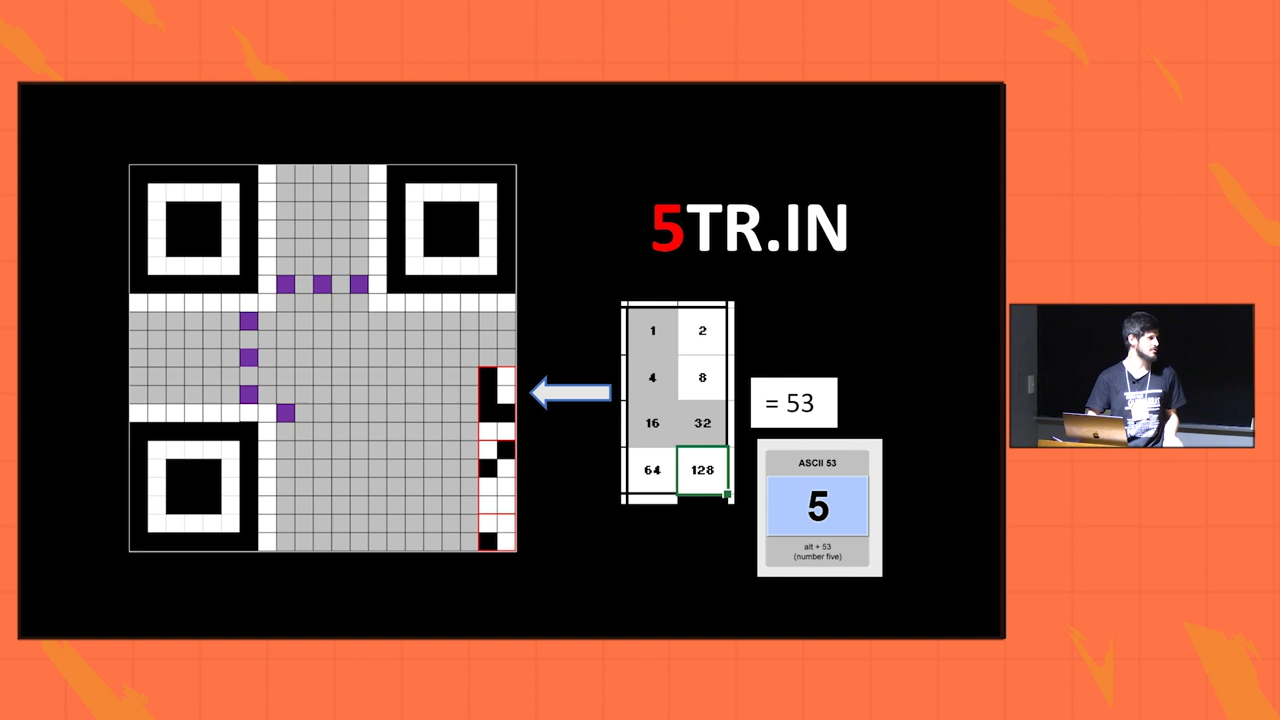 5TR.IN
1 2
4 8
16 32
64 128
= 53
ASCII 53
5
alt + 53
(number five)